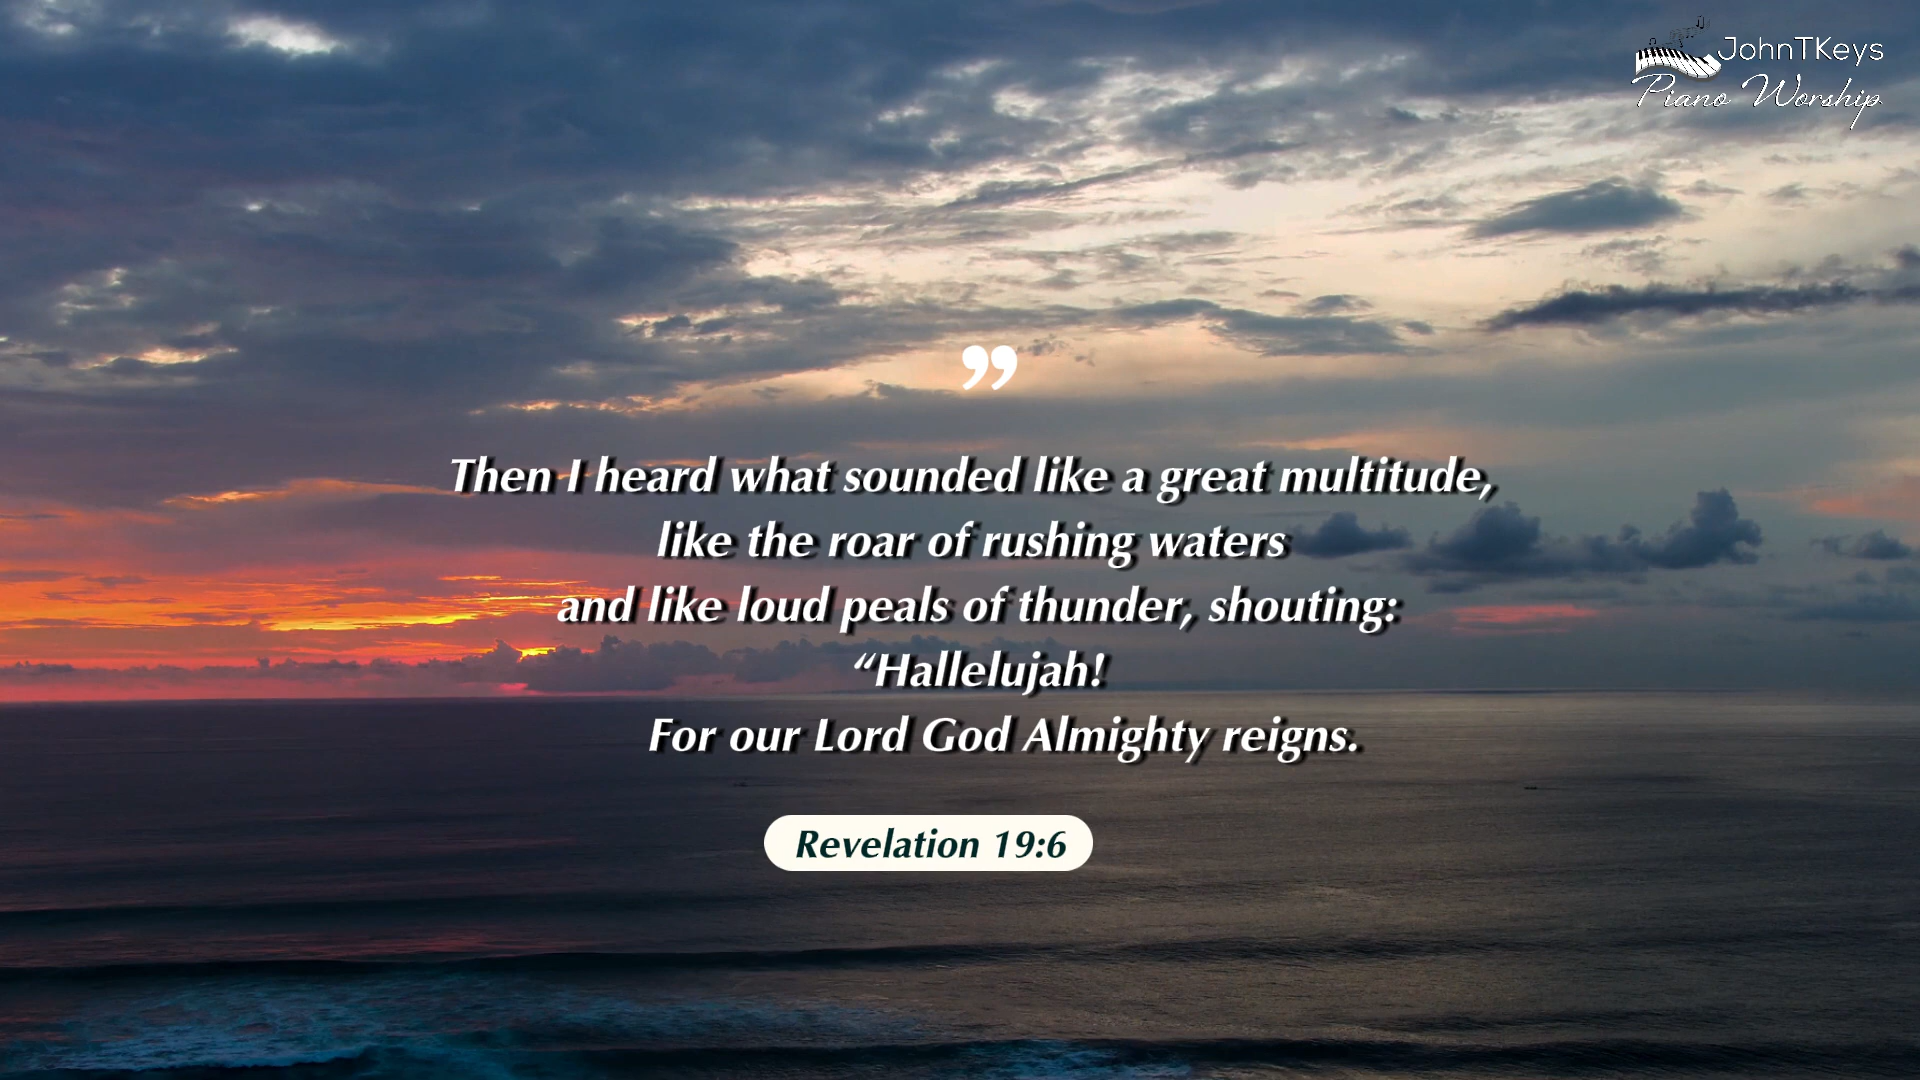 JohnTKeys
Piano Worship
”
Then I heard what sounded like a great multitude,
like the roar of rushing waters
and like loud peals of thunder, shouting:
“Hallelujah!
For our Lord God Almighty reigns.
Revelation 19:6